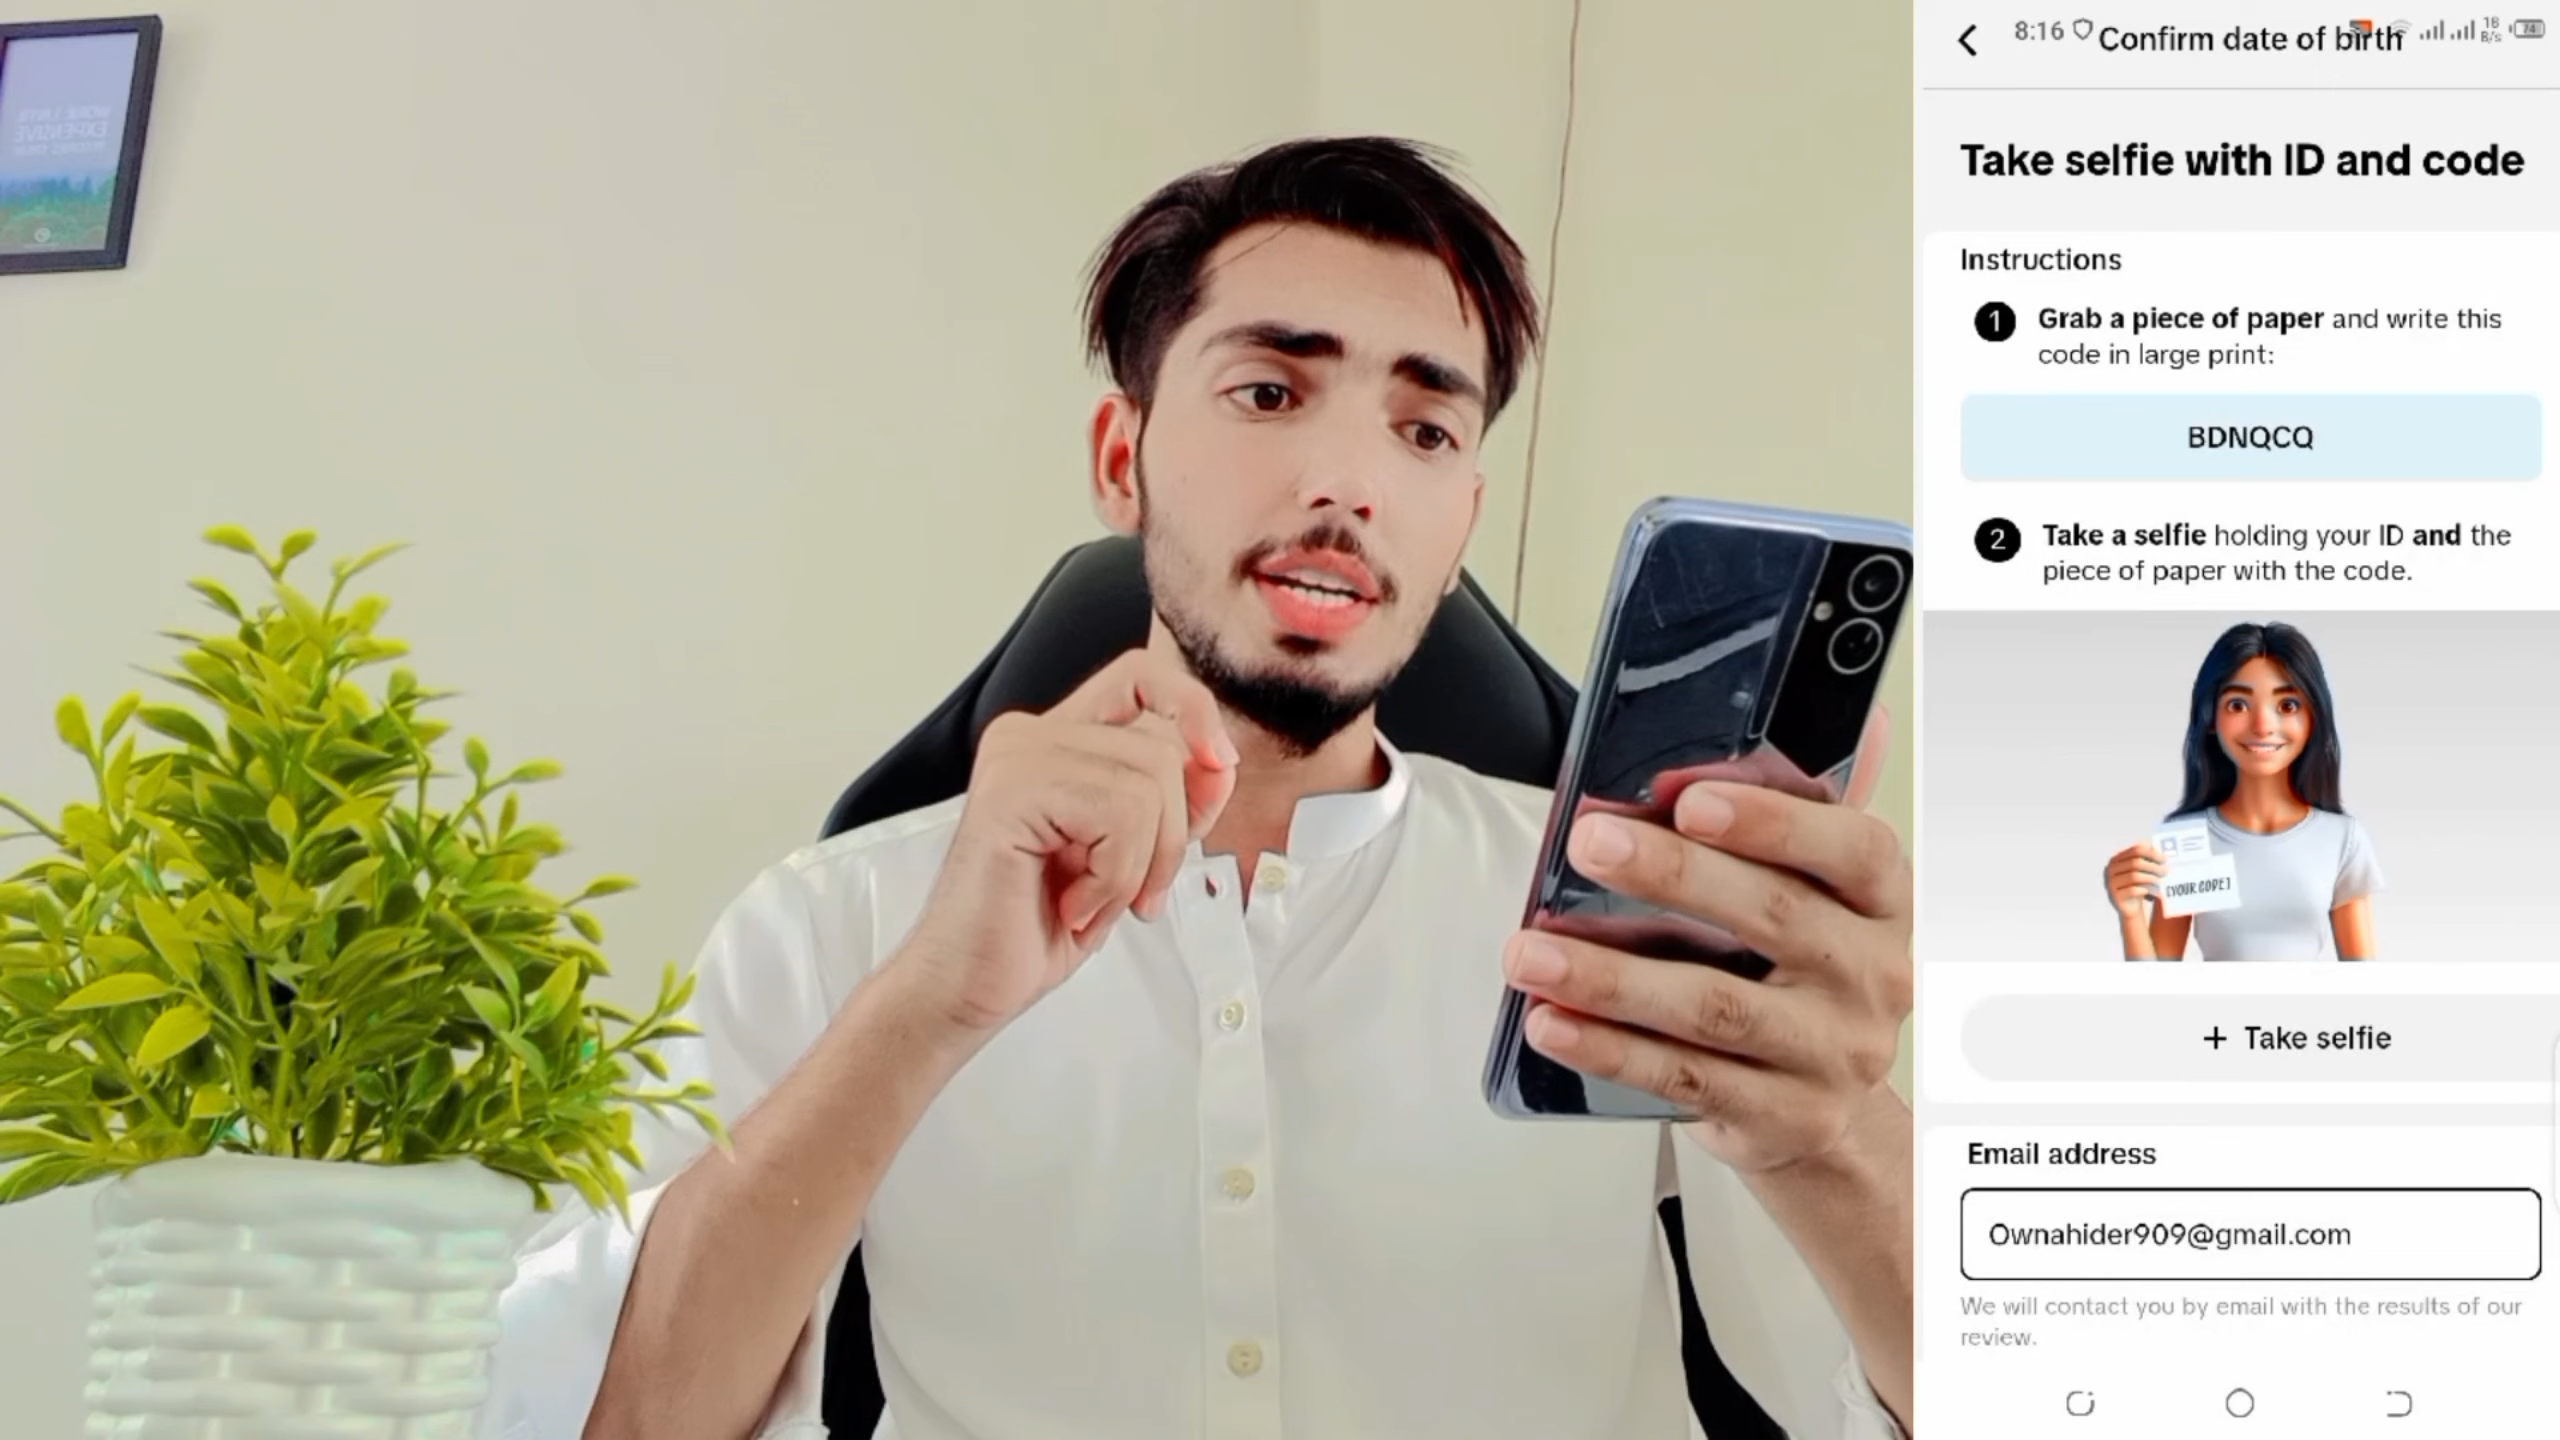 8:16
Confirm date of birth
18
B/s
74
Take selfie with ID and code
Instructions
1 Grab a piece of paper and write this
code in large print:
BDNQCQ
2 Take a selfie holding your ID and the
piece of paper with the code.
[YOUR CODE]
+ Take selfie
Email address
Ownahider909@gmail.com
We will contact you by email with the results of our
review.